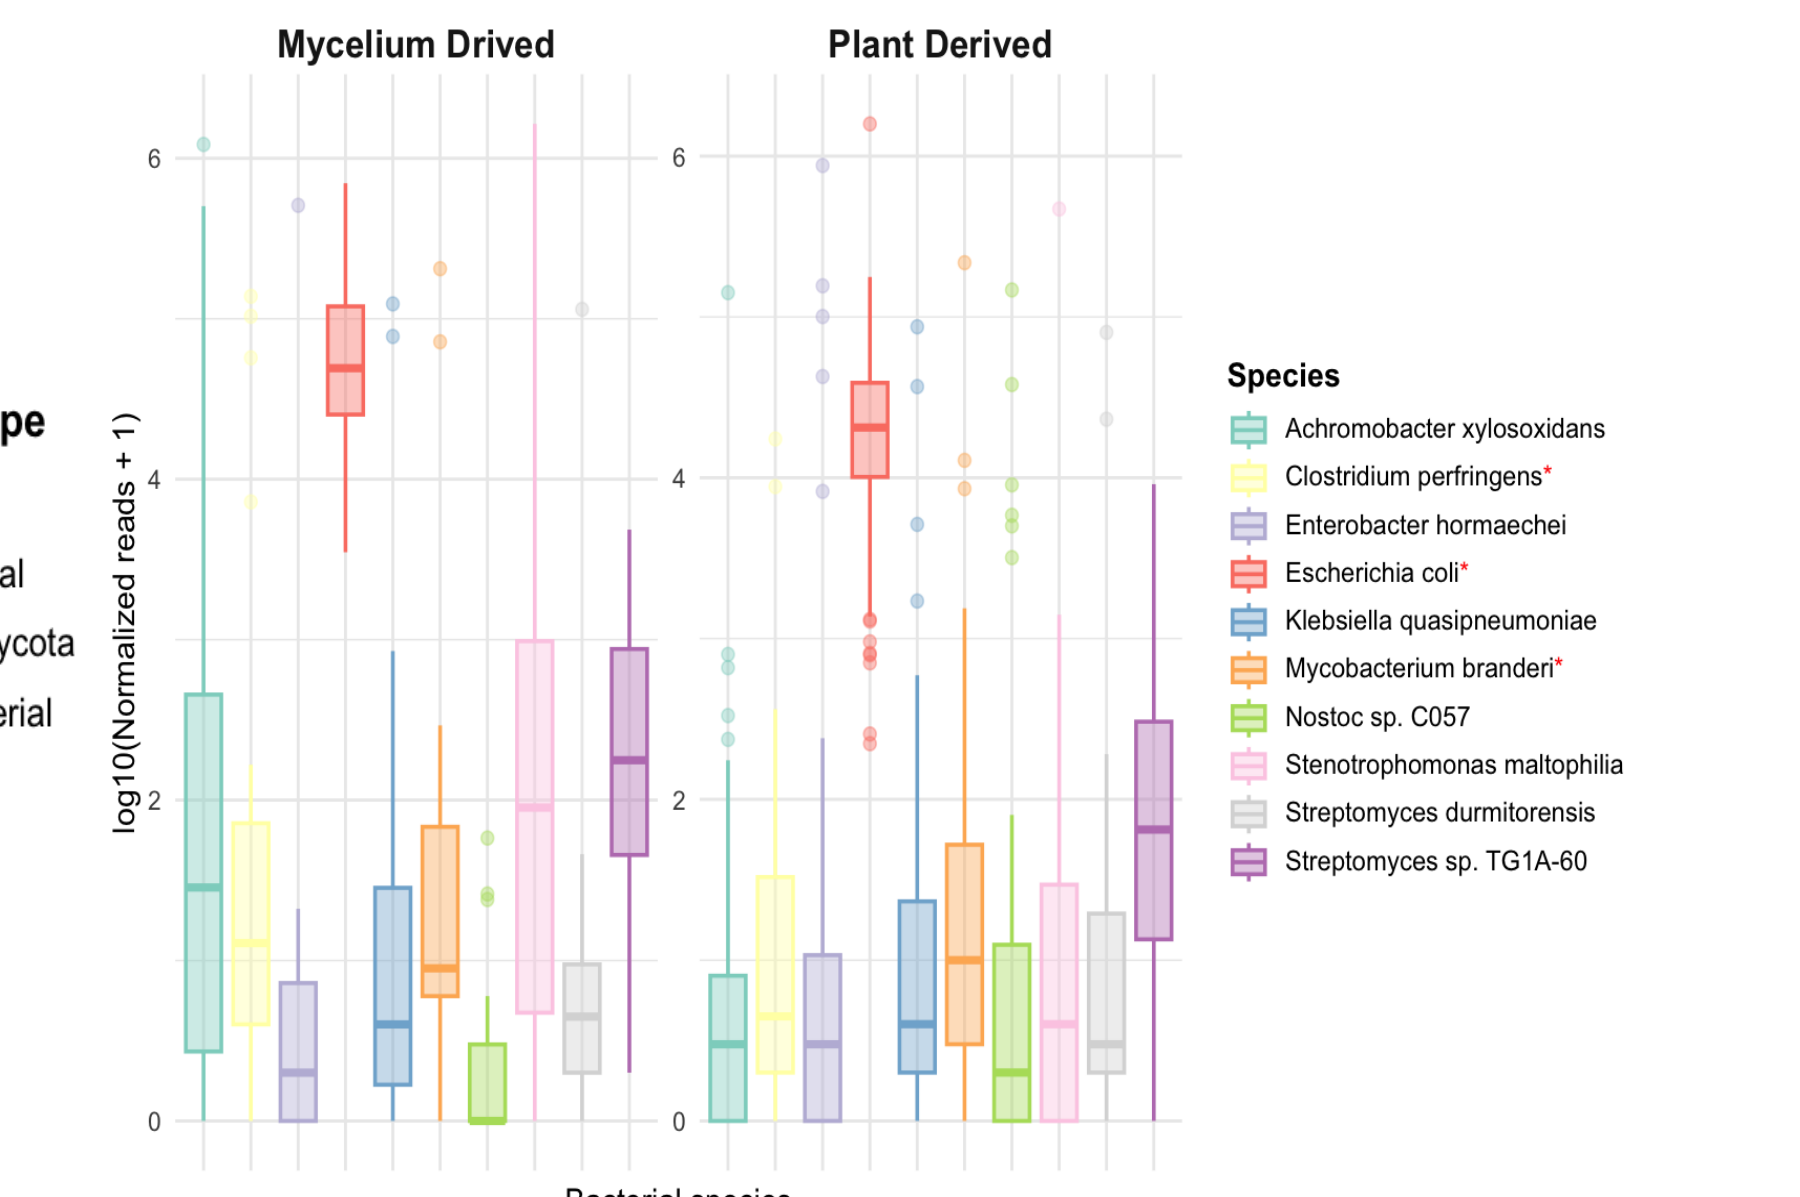 Mycelium Drived
Plant Derived
6
4
2
0
6
4
2
0
log10(Normalized reads + 1)
pe
al
ycota
erial
Species
Achromobacter xylosoxidans
Clostridium perfringens*
Enterobacter hormaechei
Escherichia coli*
Klebsiella quasipneumoniae
Mycobacterium branderi*
Nostoc sp. C057
Stenotrophomonas maltophilia
Streptomyces durmitorensis
Streptomyces sp. TG1A-60
Bacterial species